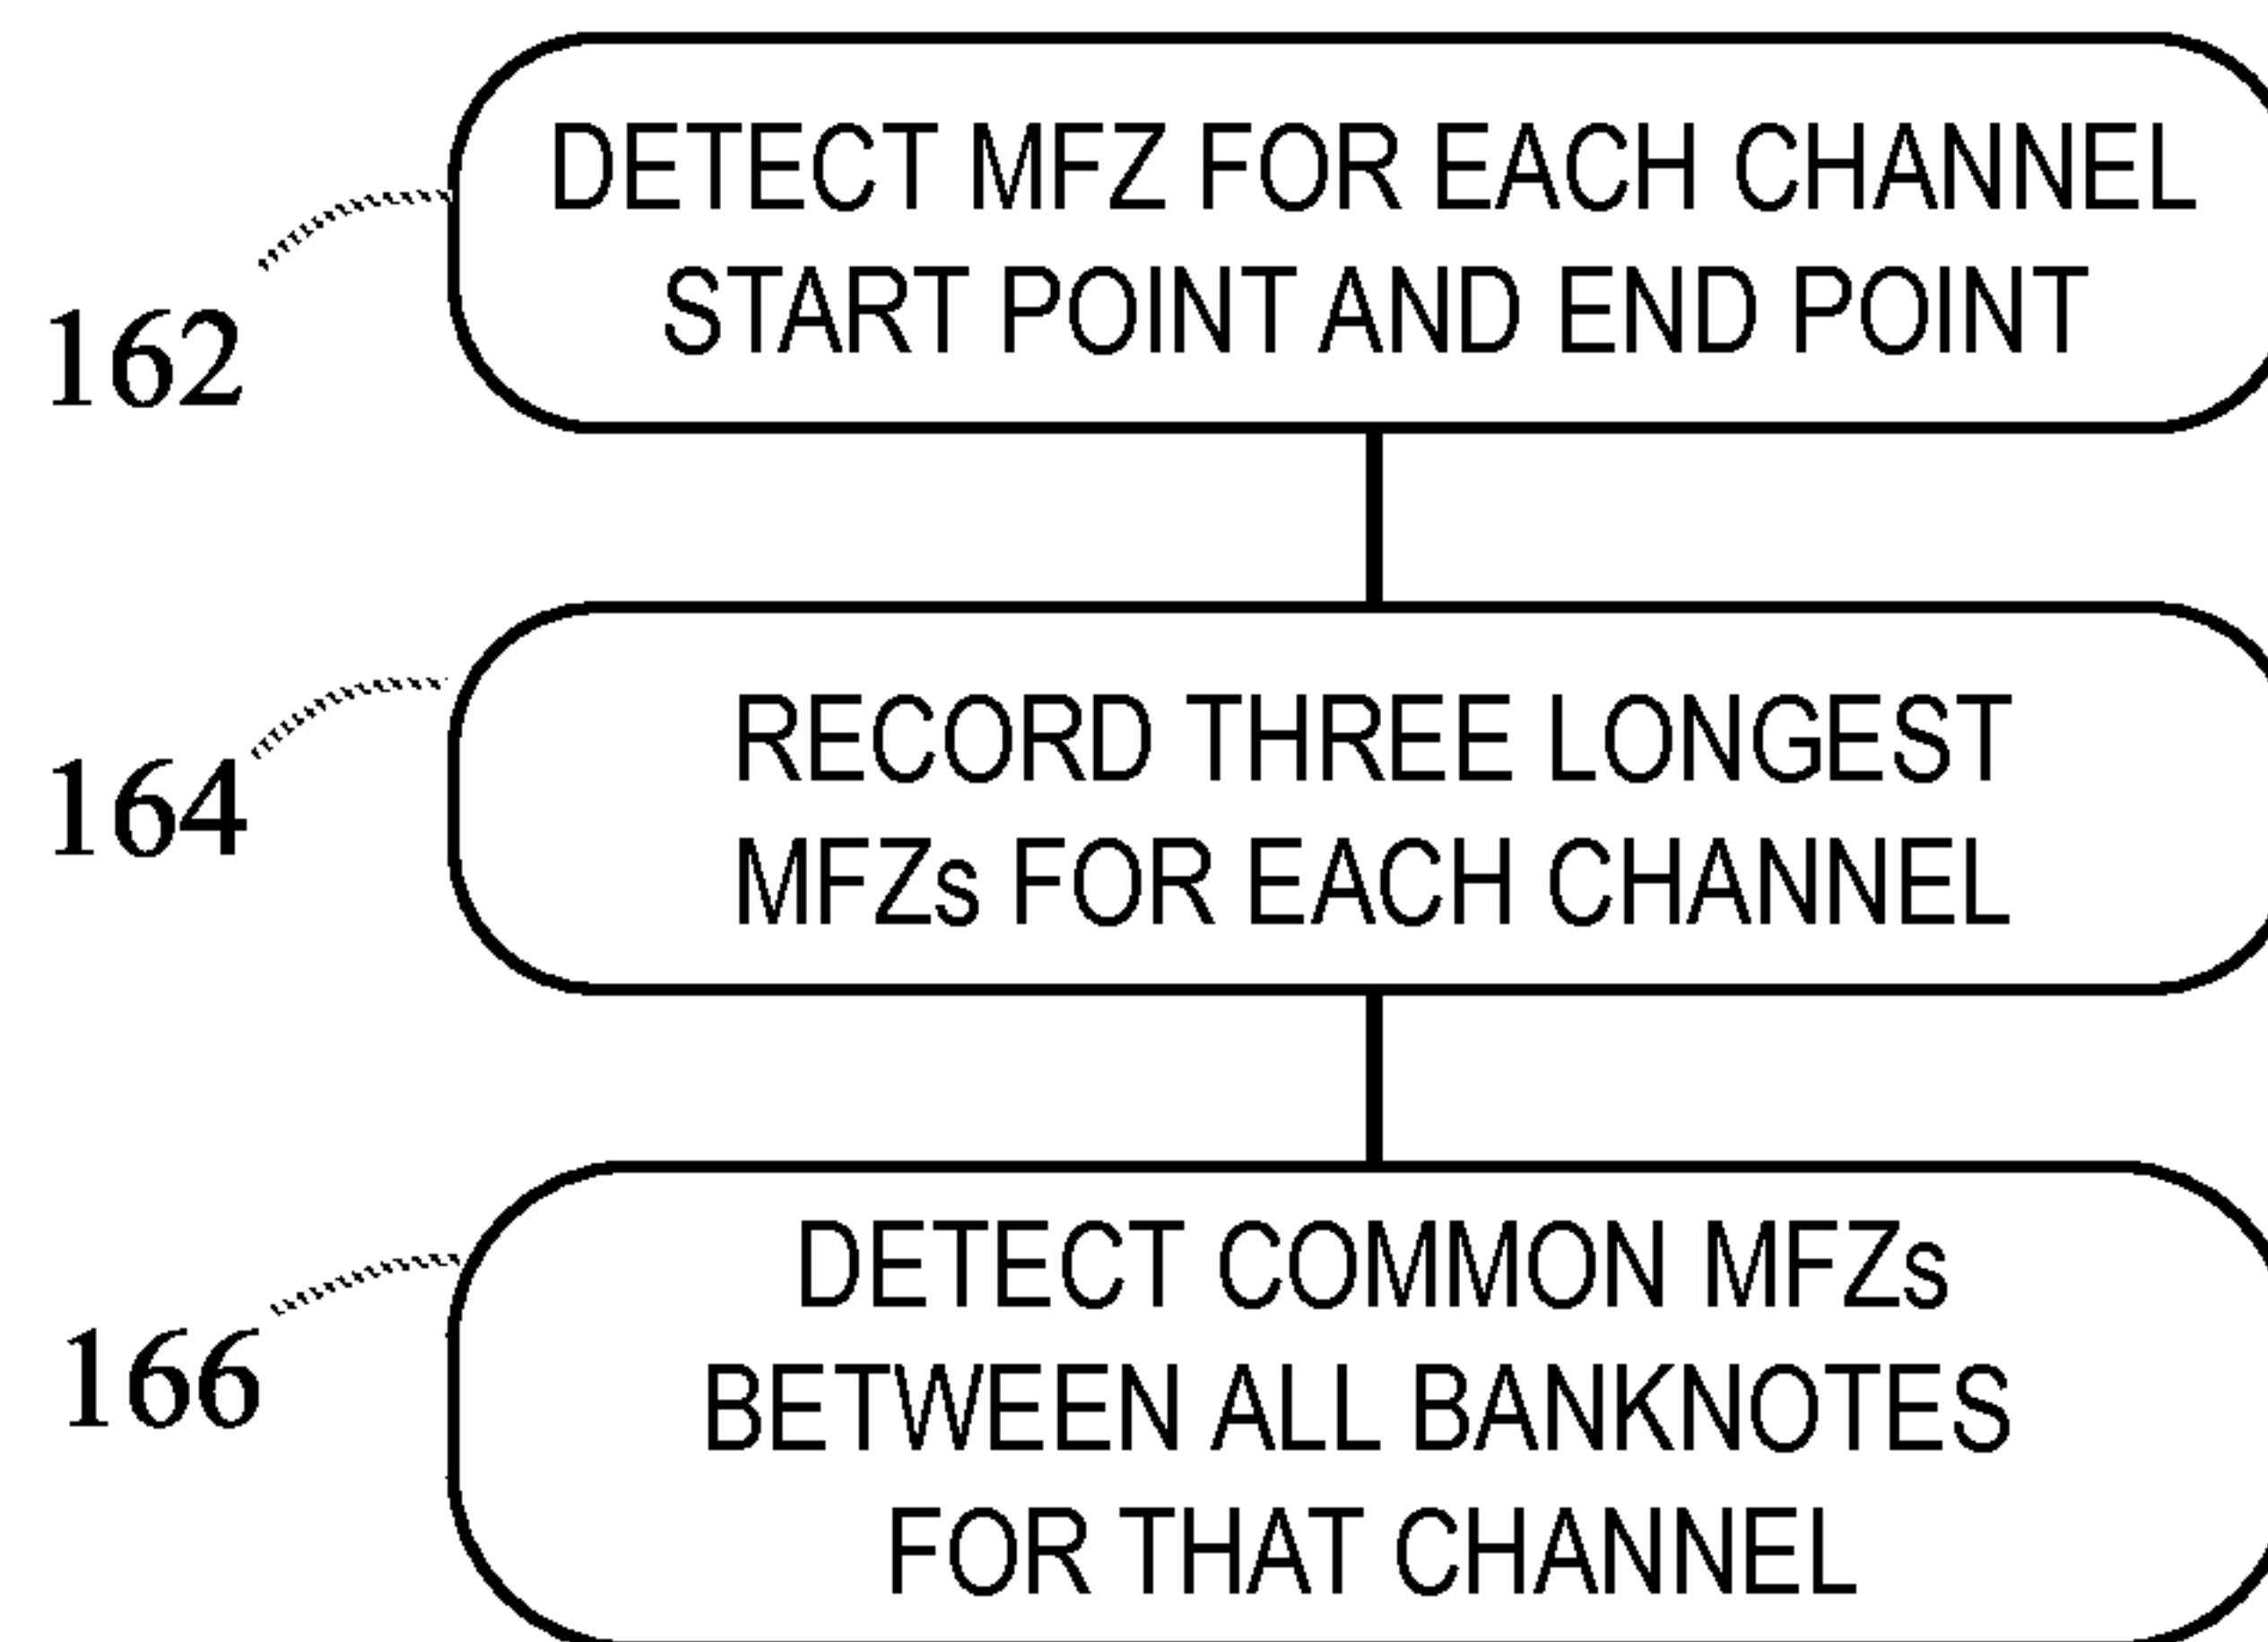 DETECT MFZ FOR EACH CHANNEL
START POINT AND END POINT
162
RECORD THREE LONGEST
MFZs FOR EACH CHANNEL
164
DETECT COMMON MFZs
BETWEEN ALL BANKNOTES
FOR THAT CHANNEL
166